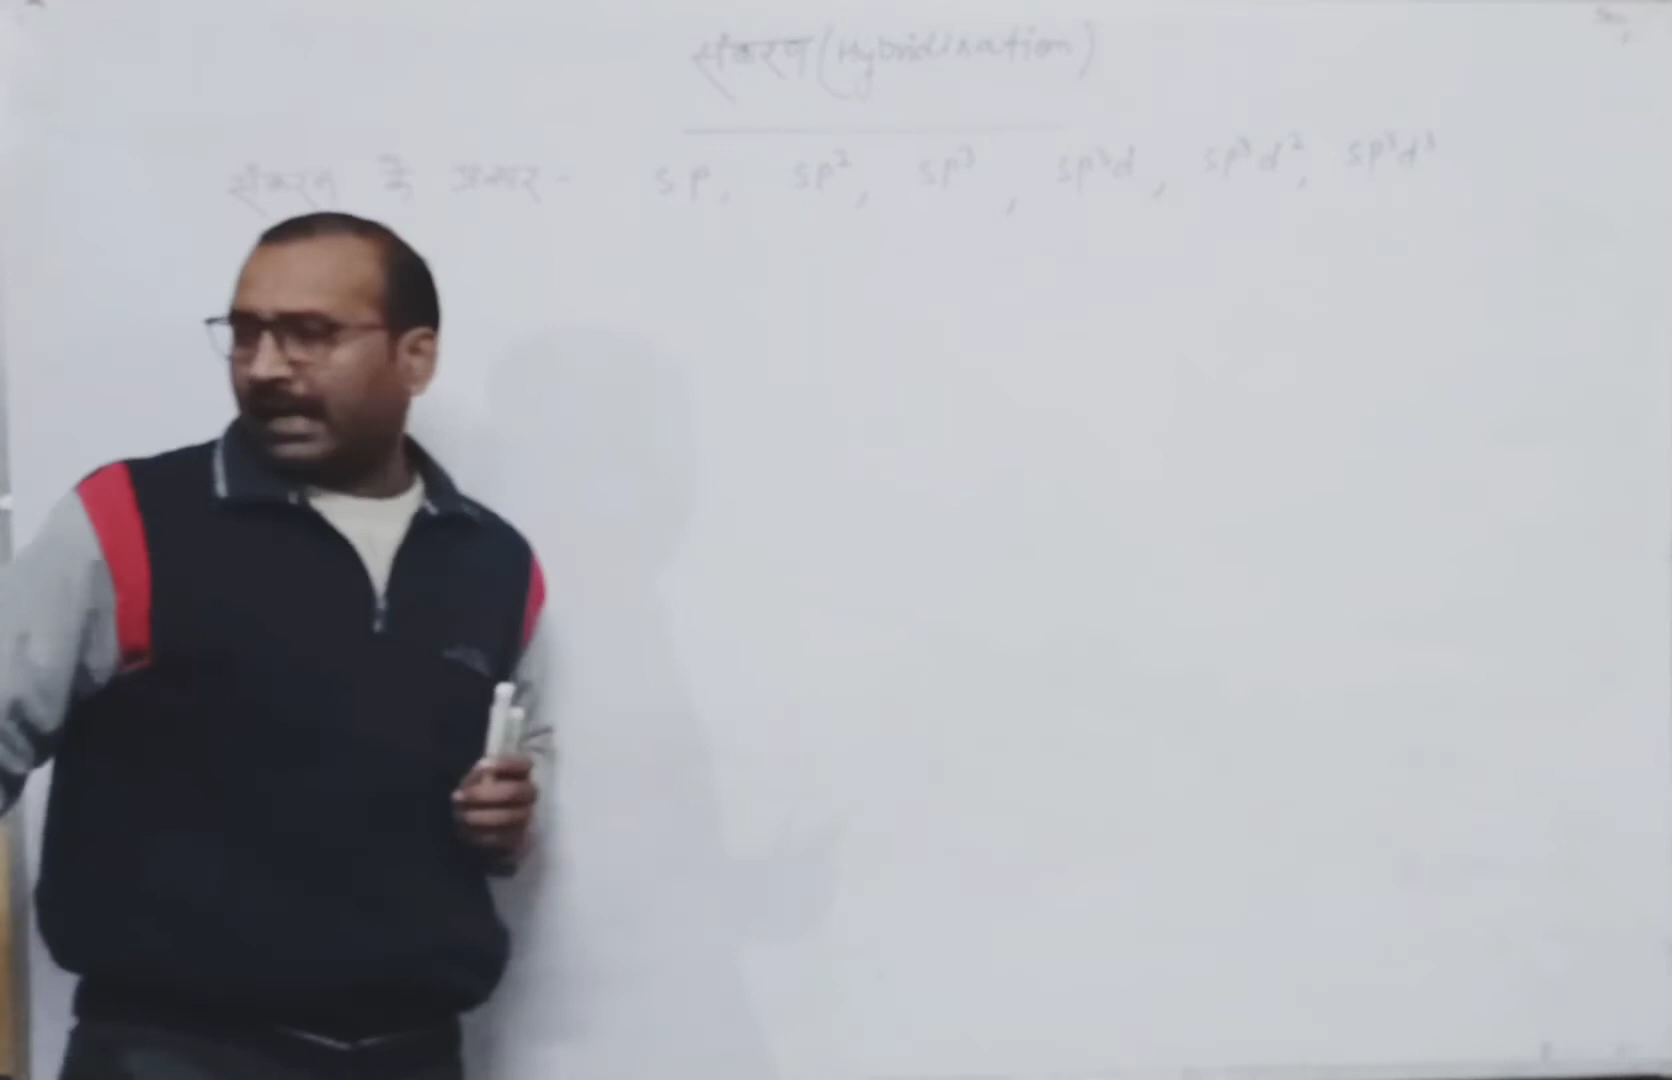 संकरण (Hybridization)
संकरण के प्रकार - sp, sp², sp³, sp³d, sp³d², sp³d³